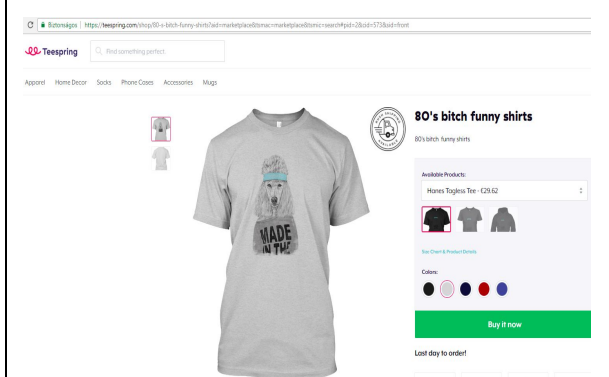 Biztonságos | https://teespring.com/shop/80-s-bitch-funny-shirts?aid=marketplace&tsmac=marketplace&tsmic=search#pid=2&cid=573&sid=front
Teespring
Find something perfect
Apparel Home Decor Socks Phone Cases Accessories Mugs
80's bitch funny shirts
80's bitch funny shirts
Available Products:
Hanes Tagless Tee - €29.62
Size Chart & Product Details
Colors:
MADE
IN THE
Buy it now
Last day to order!